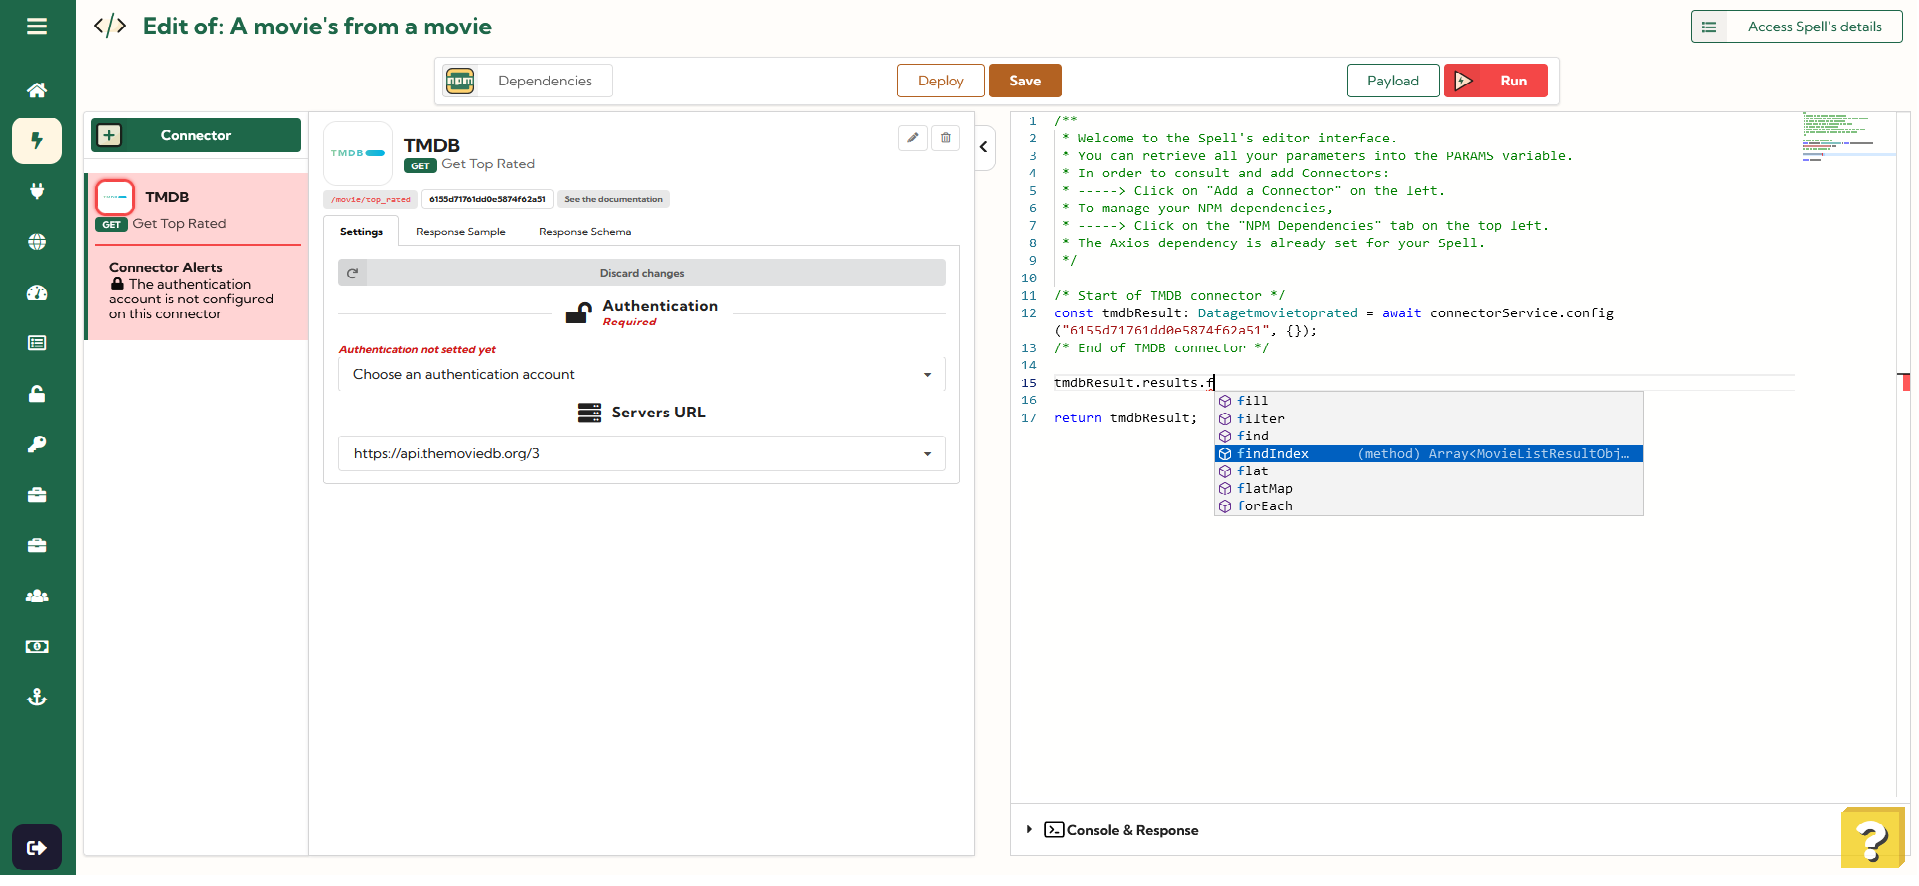 Edit of: A movie's from a movie
Access Spell's details
npm
Dependencies
Deploy
Save
Payload
Run
Connector
TMDB
GET Get Top Rated
Connector Alerts
The authentication
account is not configured
on this connector
TMDB
TMDB
GET Get Top Rated
/movie/top_rated
6155d71761dd0e5874f62a51
See the documentation
Settings
Response Sample
Response Schema
Discard changes
Authentication
Required
Authentication not setted yet
Choose an authentication account
Servers URL
https://api.themoviedb.org/3
1 /**
2 * Welcome to the Spell's editor interface.
3 * You can retrieve all your parameters into the PARAMS variable.
4 * In order to consult and add Connectors:
5 * -----> Click on "Add a Connector" on the left.
6 * To manage your NPM dependencies,
7 * -----> Click on the "NPM Dependencies" tab on the top left.
8 * The Axios dependency is already set for your Spell.
9 */
10
11 /* Start of TMDB connector */
12 const tmdbResult: Datagetmovietoprated = await connectorService.config
("6155d71761dd0e5874f62a51", {});
13 /* End of TMDB connector */
14
15 tmdbResult.results.f
16
17 return tmdbResult;
fill
filter
find
findIndex (method) Array<MovieListResultObj…
flat
flatMap
forEach
Console & Response
?